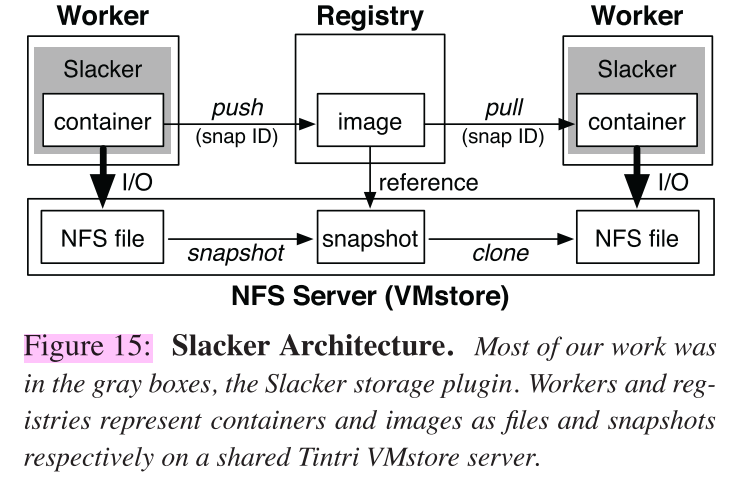 Worker Registry Worker
Slacker Slacker
push pull
container image container
(snap ID) (snap ID)
I/O reference I/O
NFS file snapshot NFS file
snapshot clone
NFS Server (VMstore)
Figure 15: Slacker Architecture. Most of our work was
in the gray boxes, the Slacker storage plugin. Workers and reg-
istries represent containers and images as files and snapshots
respectively on a shared Tintri VMstore server.